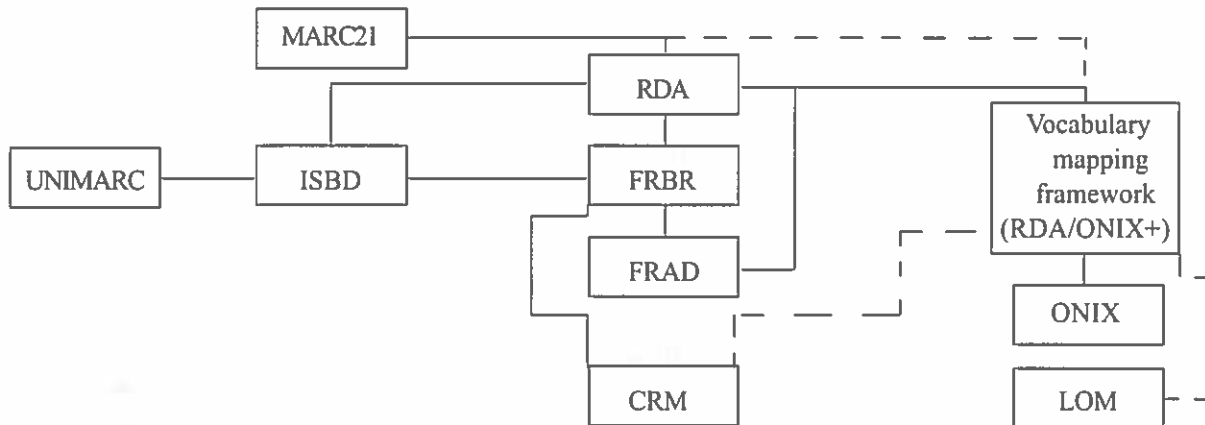 MARC21
RDA
Vocabulary
mapping
framework
(RDA/ONIX+)
UNIMARC
ISBD
FRBR
FRAD
ONIX
CRM
LOM